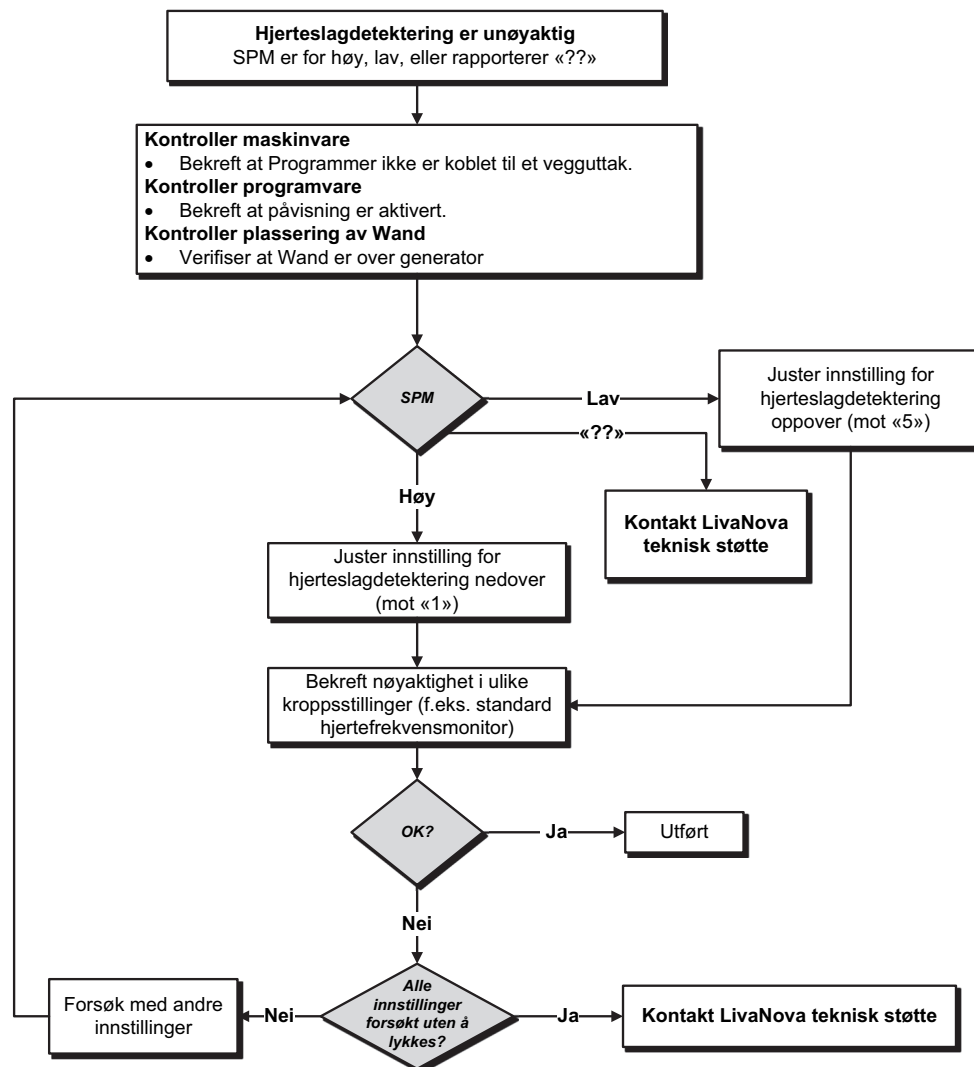 Hjerteslagdetektering er unøyaktig
SPM er for høy, lav, eller rapporterer «??»
Kontroller maskinvare
• Bekreft at Programmer ikke er koblet til et vegguttak.
Kontroller programvare
• Bekreft at påvisning er aktivert.
Kontroller plassering av Wand
• Verifiser at Wand er over generator
SPM
Lav
Juster innstilling for
hjerteslagdetektering
oppover (mot «5»)
«??»
Kontakt LivaNova
teknisk støtte
Høy
Juster innstilling for
hjerteslagdetektering nedover
(mot «1»)
Bekreft nøyaktighet i ulike
kroppsstillinger (f.eks. standard
hjertefrekvensmonitor)
OK?
Ja
Utført
Nei
Alle
innstillinger
forsøkt uten å
lykkes?
Nei
Forsøk med andre
innstillinger
Ja
Kontakt LivaNova teknisk støtte